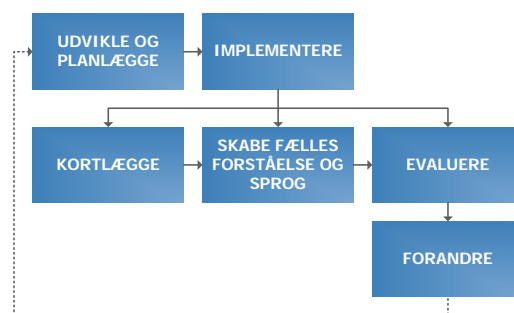 UDVIKLE OG
PLANLÆGGE
IMPLEMENTERE
KORTLÆGGE
SKABE FÆLLES
FORSTÅELSE OG
SPROG
EVALUERE
FORANDRE